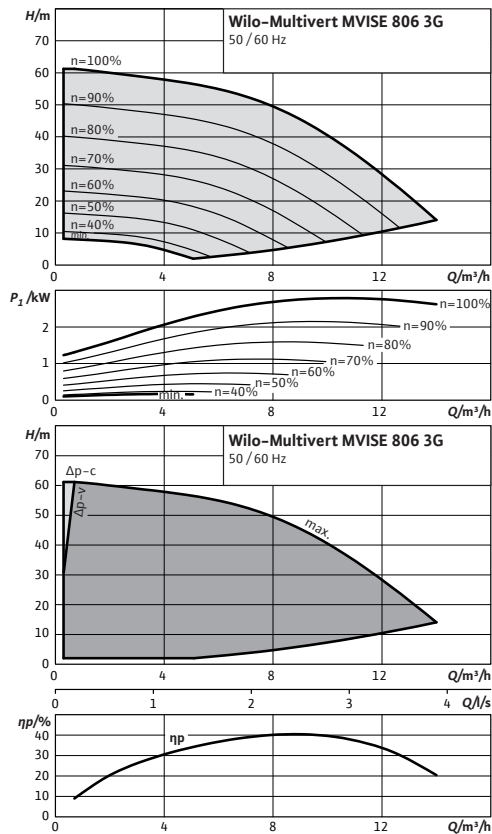 H/m
Wilo-Multivert MVISE 806 3G
50 / 60 Hz
70
60
50
40
30
20
10
0
n=100%
n=90%
n=80%
n=70%
n=60%
n=50%
n=40%
min.
0 4 8 12 Q/m³/h
P₁/kW
2
1
0
n=100%
n=90%
n=80%
n=70%
n=60%
n=50%
n=40%
min.
0 4 8 12 Q/m³/h
H/m
Wilo-Multivert MVISE 806 3G
50 / 60 Hz
70
60
50
40
30
20
10
0
Δp-c
Δp-v
max.
0 4 8 12 Q/m³/h
0 1 2 3 4 Q/l/s
ηp/%
40
30
20
10
0
ηp
0 4 8 12 Q/m³/h